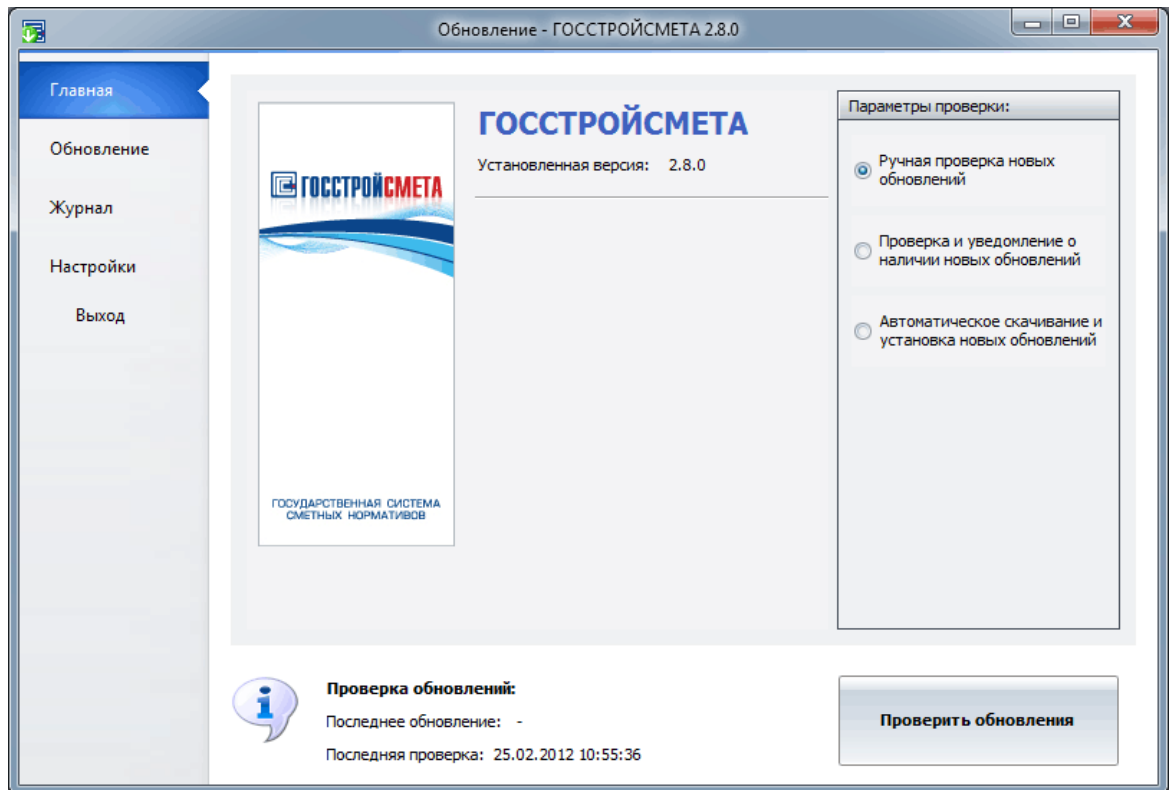 Обновление - ГОССТРОЙСМЕТА 2.8.0
Главная
Обновление
Журнал
Настройки
Выход
ГОССТРОЙСМЕТА
ГОСУДАРСТВЕННАЯ СИСТЕМА
СМЕТНЫХ НОРМАТИВОВ
ГОССТРОЙСМЕТА
Установленная версия: 2.8.0
Параметры проверки:
Ручная проверка новых
обновлений
Проверка и уведомление о
наличии новых обновлений
Автоматическое скачивание и
установка новых обновлений
Проверка обновлений:
Последнее обновление: -
Последняя проверка: 25.02.2012 10:55:36
Проверить обновления